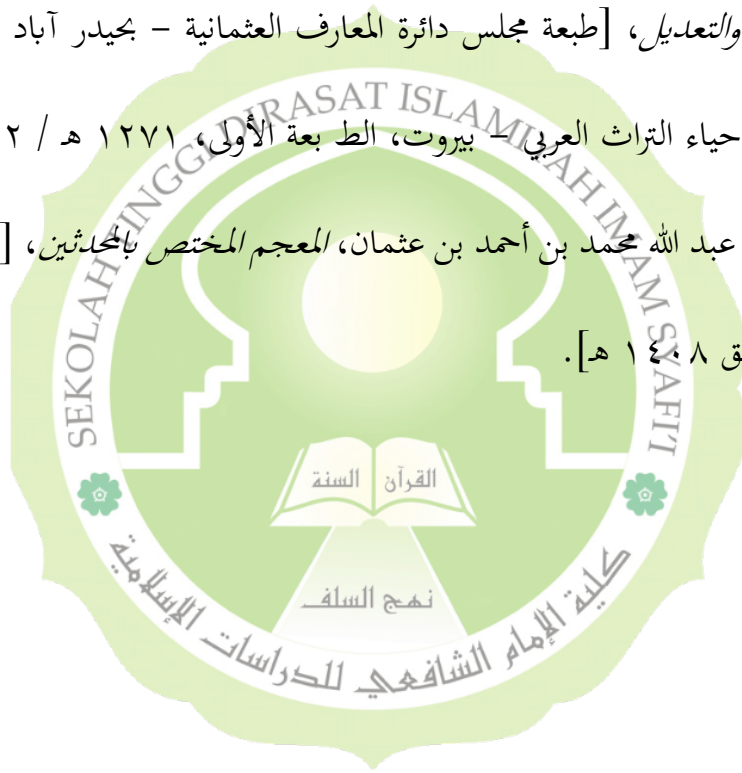 والتعديل، [طبعة مجلس دائرة المعارف العثمانية – بحيدر آباد
حياء التراث العربي – بيروت، الط بعة الأولى، ١٢٧١ هـ / ٢
عبد الله محمد بن أحمد بن عثمان، المعجم المختص بالمحدثين، [
ق ١٤٠٨ هـ].
SEKOLAH TINGGI DIRASAT ISLAMIYAH IMAM SYAFI'I
القرآن السنة
نهج السلف
كلية الإمام الشافعي للدراسات الإسلامية